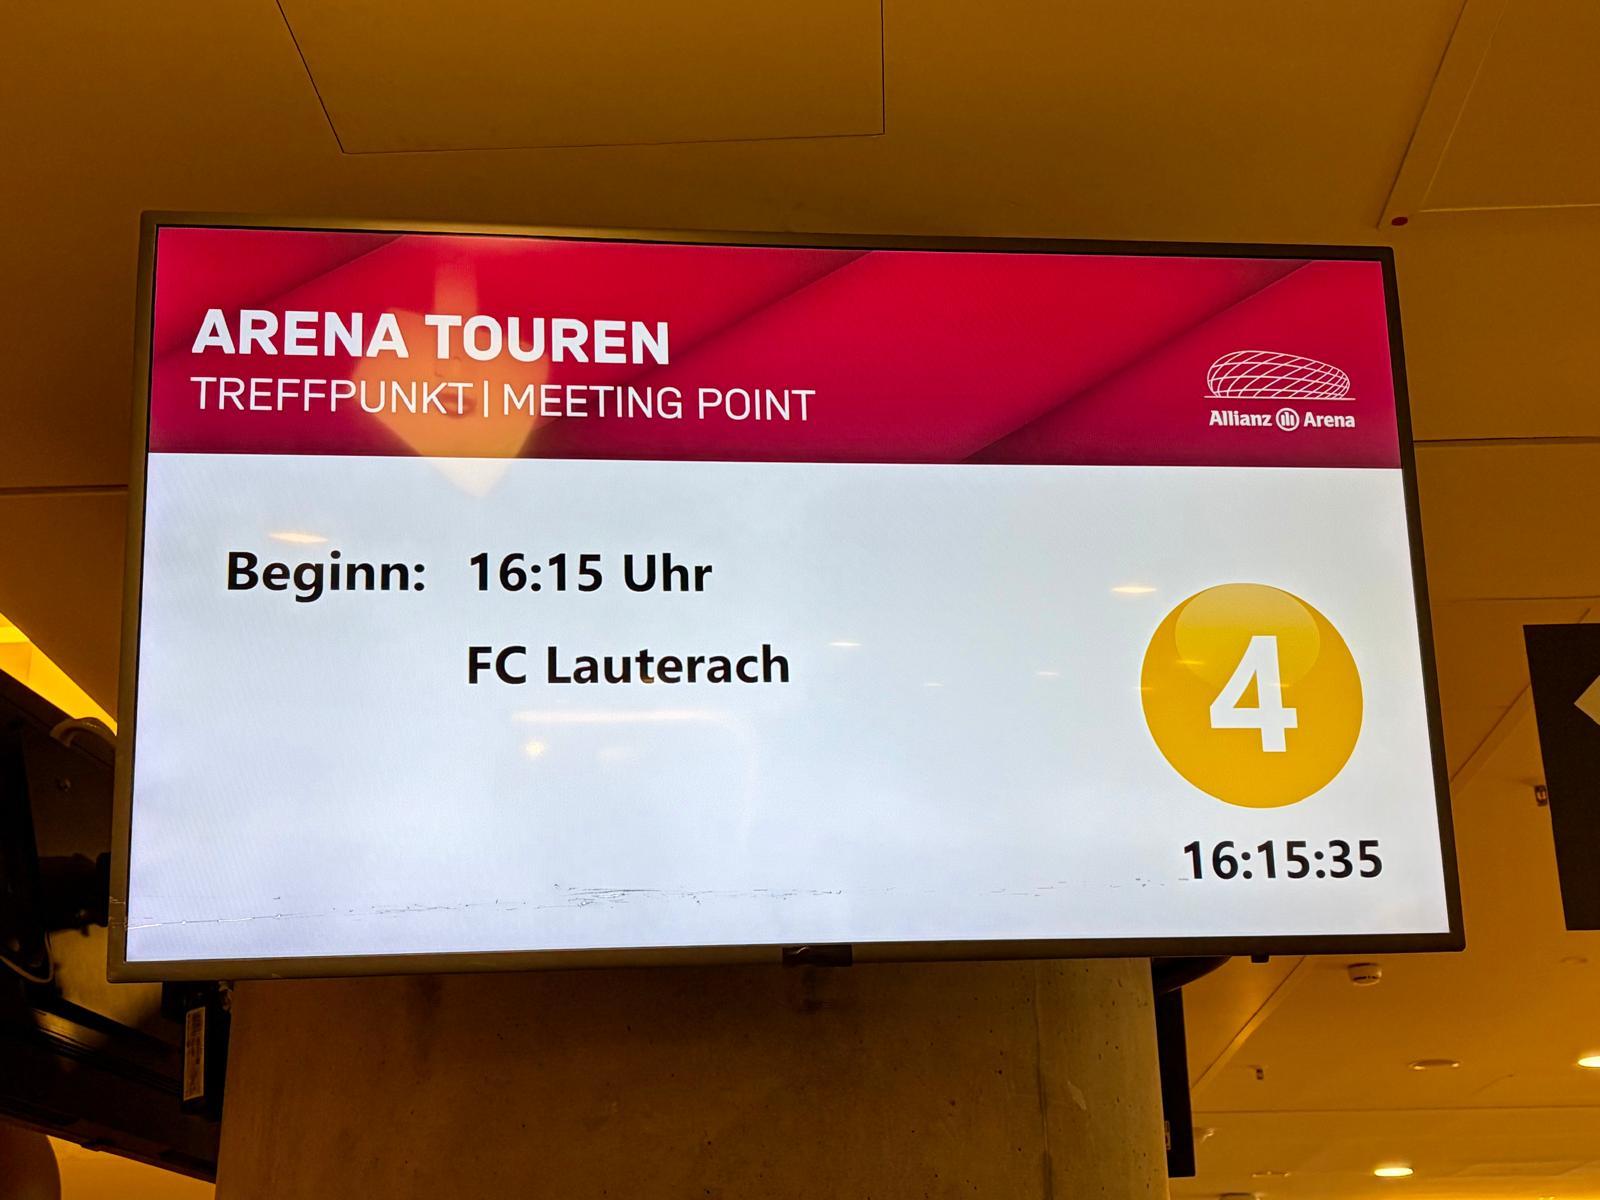 ARENA TOUREN
TREFFPUNKT | MEETING POINT
Allianz Arena
Beginn: 16:15 Uhr
FC Lauterach
4
16:15:35